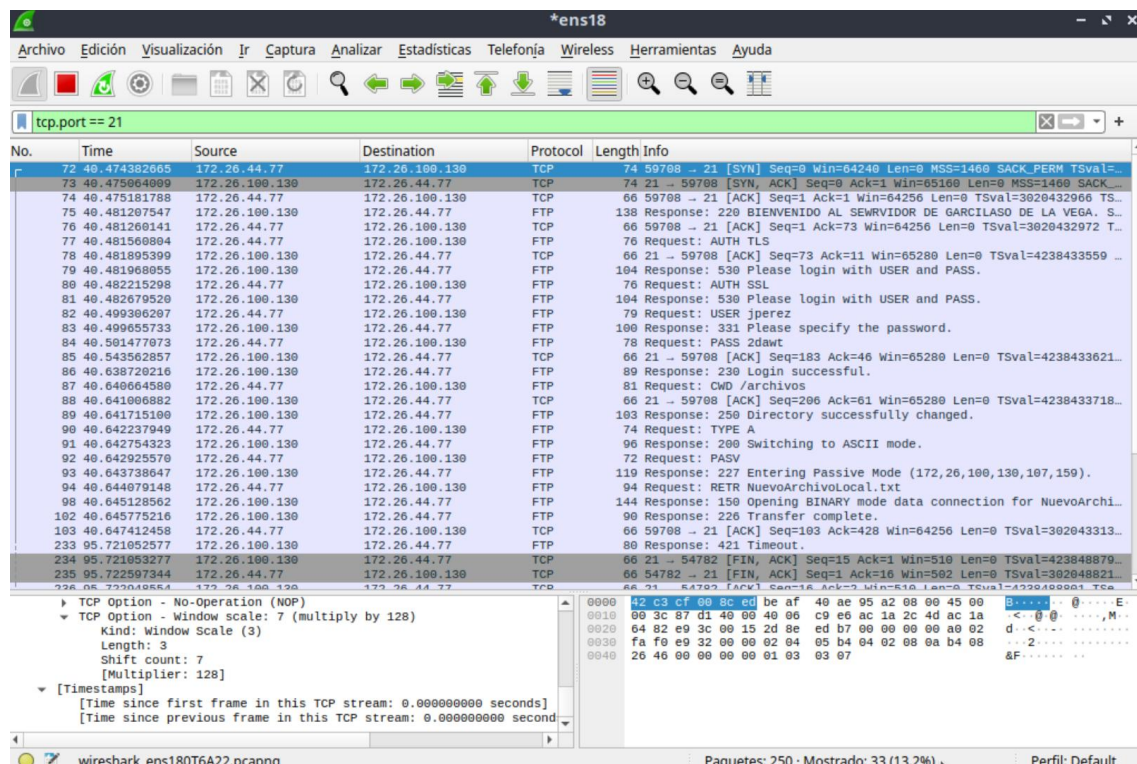 *ens18
Archivo Edición Visualización Ir Captura Analizar Estadísticas Telefonía Wireless Herramientas Ayuda
tcp.port == 21
No. Time Source Destination Protocol Length Info
72 40.474382665 172.26.44.77 172.26.100.130 TCP 74 59708 → 21 [SYN] Seq=0 Win=64240 Len=0 MSS=1460 SACK_PERM TSval=…
73 40.475064009 172.26.100.130 172.26.44.77 TCP 74 21 → 59708 [SYN, ACK] Seq=0 Ack=1 Win=65160 Len=0 MSS=1460 SACK_…
74 40.475181788 172.26.44.77 172.26.100.130 TCP 66 59708 → 21 [ACK] Seq=1 Ack=1 Win=64256 Len=0 TSval=3020432966 TS…
75 40.481207547 172.26.100.130 172.26.44.77 FTP 138 Response: 220 BIENVENIDO AL SEWRVIDOR DE GARCILASO DE LA VEGA. S…
76 40.481260141 172.26.44.77 172.26.100.130 TCP 66 59708 → 21 [ACK] Seq=1 Ack=73 Win=64256 Len=0 TSval=3020432972 T…
77 40.481560804 172.26.44.77 172.26.100.130 FTP 76 Request: AUTH TLS
78 40.481895399 172.26.100.130 172.26.44.77 TCP 66 21 → 59708 [ACK] Seq=73 Ack=11 Win=65280 Len=0 TSval=4238433559 …
79 40.481968055 172.26.100.130 172.26.44.77 FTP 104 Response: 530 Please login with USER and PASS.
80 40.482215298 172.26.44.77 172.26.100.130 FTP 76 Request: AUTH SSL
81 40.482679520 172.26.100.130 172.26.44.77 FTP 104 Response: 530 Please login with USER and PASS.
82 40.499306207 172.26.44.77 172.26.100.130 FTP 79 Request: USER jperez
83 40.499655733 172.26.100.130 172.26.44.77 FTP 100 Response: 331 Please specify the password.
84 40.501477073 172.26.44.77 172.26.100.130 FTP 78 Request: PASS 2dawt
85 40.543562857 172.26.100.130 172.26.44.77 TCP 66 21 → 59708 [ACK] Seq=183 Ack=46 Win=65280 Len=0 TSval=4238433621…
86 40.638720216 172.26.100.130 172.26.44.77 FTP 89 Response: 230 Login successful.
87 40.640664580 172.26.44.77 172.26.100.130 FTP 81 Request: CWD /archivos
88 40.641006882 172.26.100.130 172.26.44.77 TCP 66 21 → 59708 [ACK] Seq=206 Ack=61 Win=65280 Len=0 TSval=4238433718…
89 40.641715100 172.26.100.130 172.26.44.77 FTP 103 Response: 250 Directory successfully changed.
90 40.642237949 172.26.44.77 172.26.100.130 FTP 74 Request: TYPE A
91 40.642754323 172.26.100.130 172.26.44.77 FTP 96 Response: 200 Switching to ASCII mode.
92 40.642925570 172.26.44.77 172.26.100.130 FTP 72 Request: PASV
93 40.643738647 172.26.100.130 172.26.44.77 FTP 119 Response: 227 Entering Passive Mode (172,26,100,130,107,159).
94 40.644079148 172.26.44.77 172.26.100.130 FTP 94 Request: RETR NuevoArchivoLocal.txt
98 40.645128562 172.26.100.130 172.26.44.77 FTP 144 Response: 150 Opening BINARY mode data connection for NuevoArchi…
102 40.645775216 172.26.100.130 172.26.44.77 FTP 90 Response: 226 Transfer complete.
103 40.647412458 172.26.44.77 172.26.100.130 TCP 66 59708 → 21 [ACK] Seq=103 Ack=428 Win=64256 Len=0 TSval=302043313…
233 95.721052577 172.26.100.130 172.26.44.77 FTP 80 Response: 421 Timeout.
234 95.721053277 172.26.100.130 172.26.44.77 TCP 66 21 → 54782 [FIN, ACK] Seq=15 Ack=1 Win=510 Len=0 TSval=423848879…
235 95.722597344 172.26.44.77 172.26.100.130 TCP 66 54782 → 21 [FIN, ACK] Seq=1 Ack=16 Win=502 Len=0 TSval=302048821…
236 95.722948554 172.26.100.130 172.26.44.77 TCP 66 21 → 54782 [ACK] Seq=16 Ack=2 Win=510 Len=0 TSval=4238488801 TSe…
TCP Option - No-Operation (NOP)
TCP Option - Window scale: 7 (multiply by 128)
Kind: Window Scale (3)
Length: 3
Shift count: 7
[Multiplier: 128]
[Timestamps]
[Time since first frame in this TCP stream: 0.000000000 seconds]
[Time since previous frame in this TCP stream: 0.000000000 second
0000 42 c3 cf 00 8c ed be af 40 ae 95 a2 08 00 45 00 B······· @·····E·
0010 00 3c 87 d1 40 00 40 06 c9 e6 ac 1a 2c 4d ac 1a ·<··@·@· ····,M··
0020 64 82 e9 3c 00 15 2d 8e ed b7 00 00 00 00 a0 02 d··<··-· ········
0030 fa f0 e9 32 00 00 02 04 05 b4 04 02 08 0a b4 08 ···2···· ········
0040 26 46 00 00 00 00 01 03 03 07 &F······ ··
wireshark_ens180T6A22.pcapng Paquetes: 250 · Mostrado: 33 (13.2%) Perfil: Default